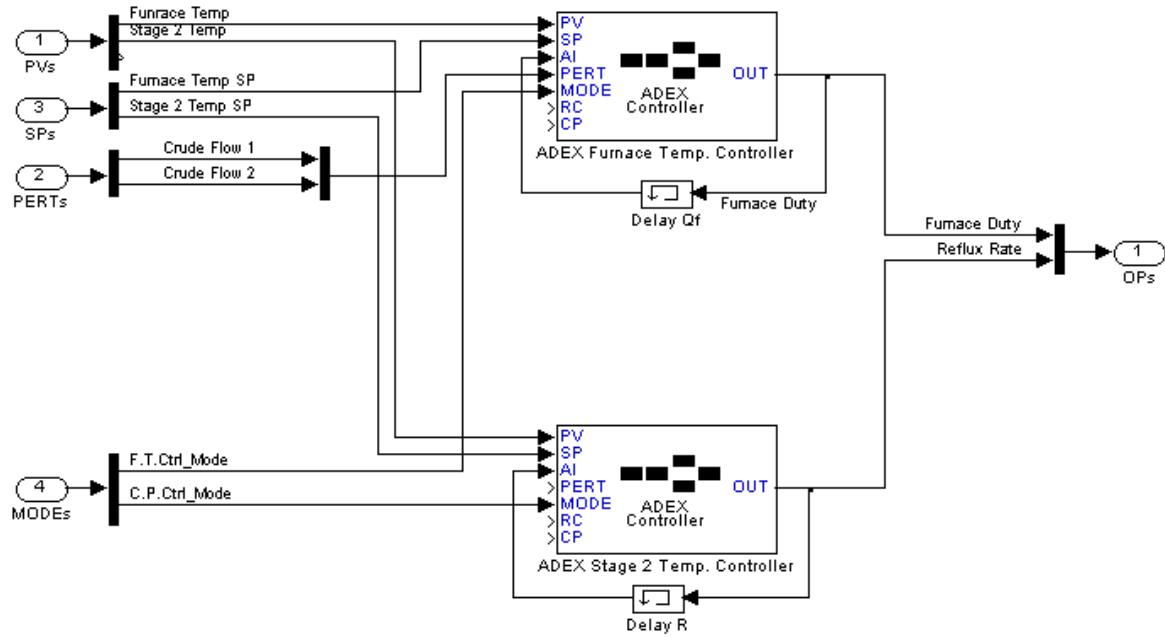 Funrace Temp
Stage 2 Temp
1
PVs
Furnace Temp SP
Stage 2 Temp SP
3
SPs
Crude Flow 1
Crude Flow 2
2
PERTs
PV
SP
AI
PERT
MODE
RC
CP
OUT
ADEX
Controller
ADEX Furnace Temp. Controller
Furnace Duty
Delay Qf
Furnace Duty
Reflux Rate
1
OPs
F.T.Ctrl_Mode
C.P.Ctrl_Mode
4
MODEs
PV
SP
AI
PERT
MODE
RC
CP
OUT
ADEX
Controller
ADEX Stage 2 Temp. Controller
Delay R